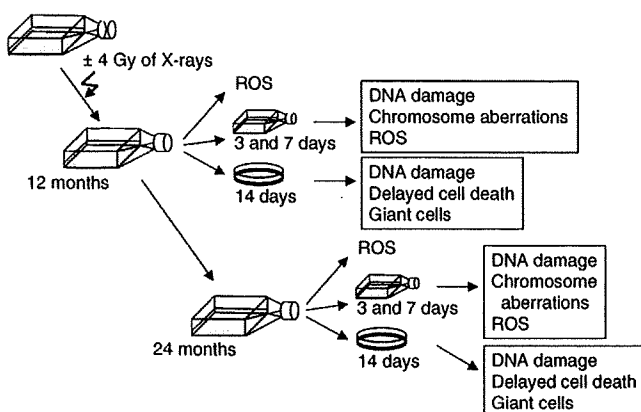 ± 4 Gy of X-rays
ROS
DNA damage
Chromosome aberrations
ROS
3 and 7 days
12 months
14 days
DNA damage
Delayed cell death
Giant cells
ROS
DNA damage
Chromosome
aberrations
ROS
3 and 7 days
24 months
14 days
DNA damage
Delayed cell death
Giant cells